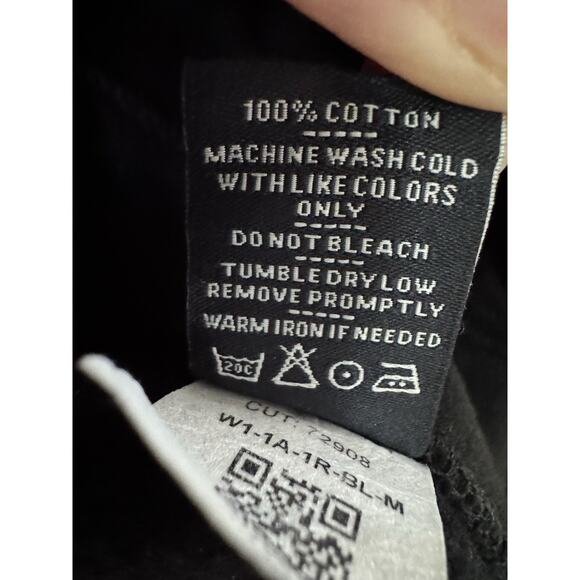 100% COTTON
MACHINE WASH COLD
WITH LIKE COLORS
ONLY
DO NOT BLEACH
TUMBLE DRY LOW
REMOVE PROMPTLY
WARM IRON IF NEEDED
20C
CUT: 72908
W1-1A-1R-BL-M